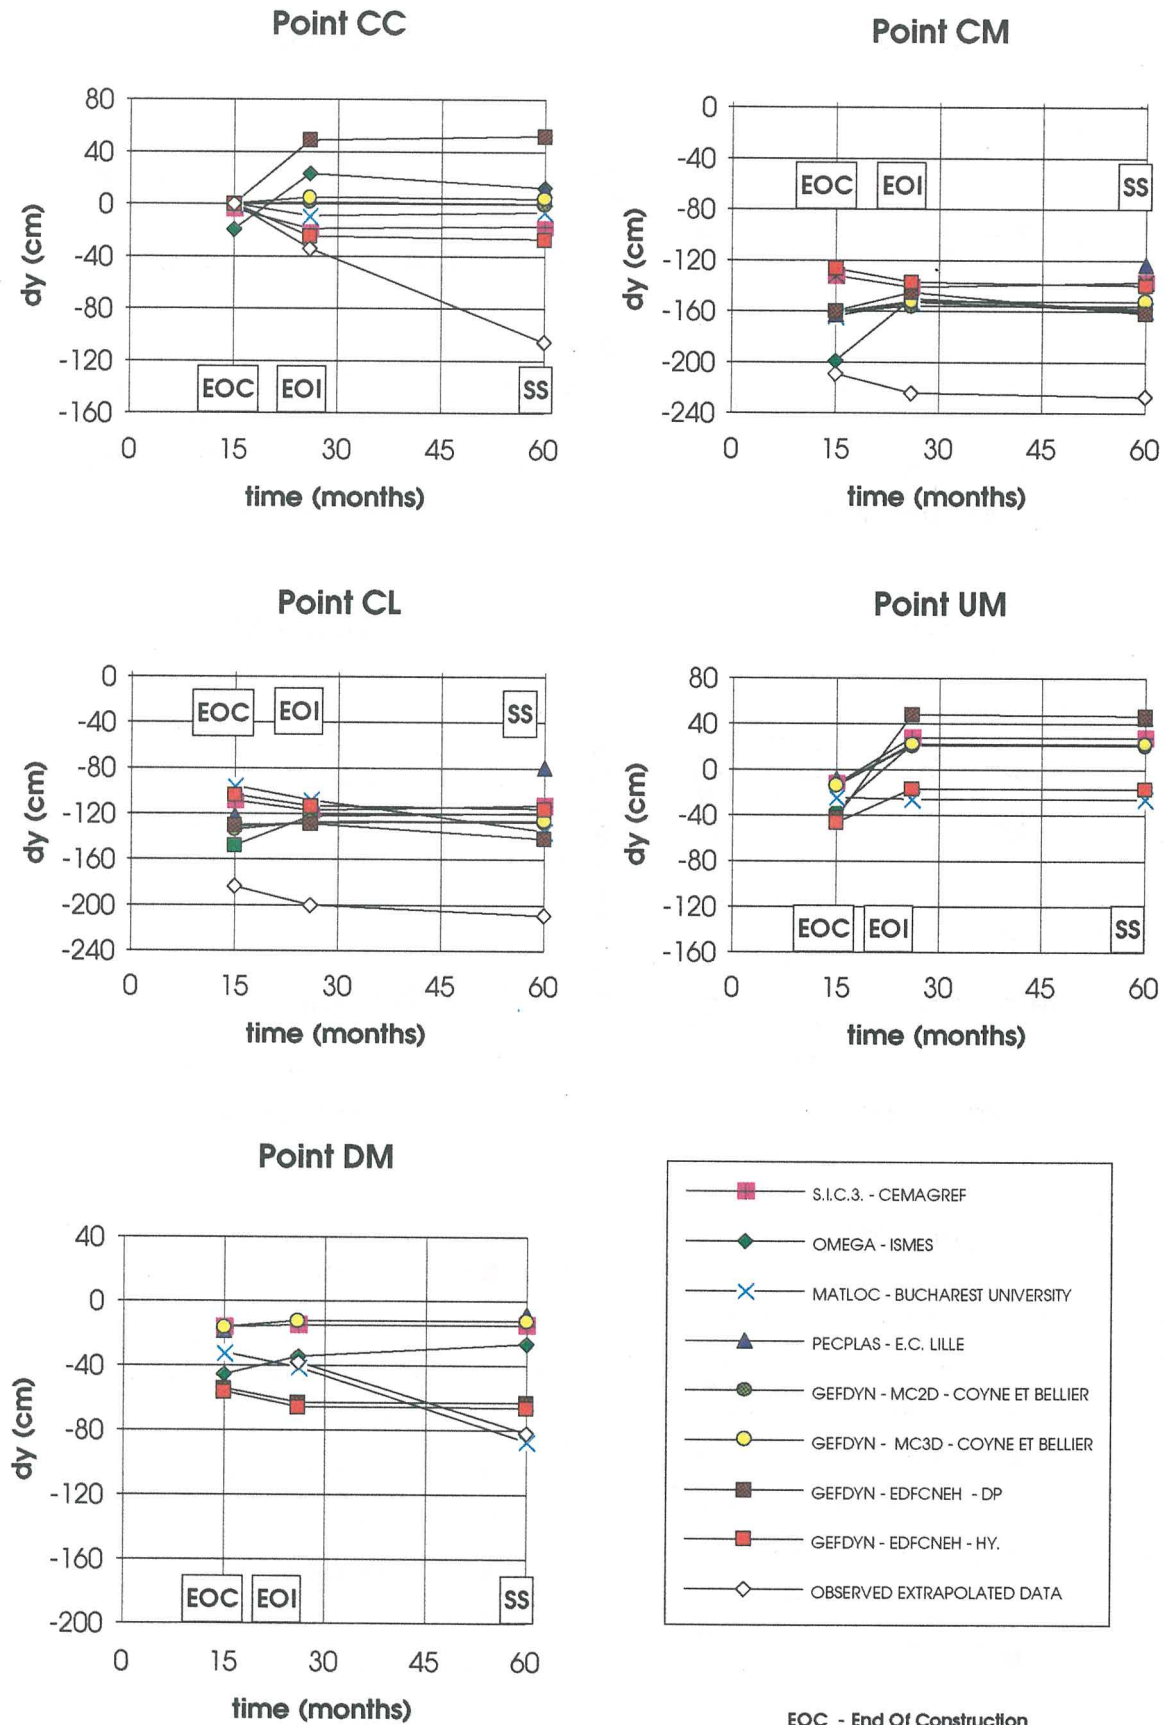 Point CC
80
40
0
-40
-80
-120
-160
dy (cm)
EOC
EOI
SS
0 15 30 45 60
time (months)
Point CM
0
-40
-80
-120
-160
-200
-240
dy (cm)
EOC
EOI
SS
0 15 30 45 60
time (months)
Point CL
0
-40
-80
-120
-160
-200
-240
dy (cm)
EOC
EOI
SS
0 15 30 45 60
time (months)
Point UM
80
40
0
-40
-80
-120
-160
dy (cm)
EOC
EOI
SS
0 15 30 45 60
time (months)
Point DM
40
0
-40
-80
-120
-160
-200
dy (cm)
EOC
EOI
SS
0 15 30 45 60
time (months)
S.I.C.3. - CEMAGREF
OMEGA - ISMES
MATLOC - BUCHAREST UNIVERSITY
PECPLAS - E.C. LILLE
GEFDYN - MC2D - COYNE ET BELLIER
GEFDYN - MC3D - COYNE ET BELLIER
GEFDYN - EDFCNEH - DP
GEFDYN - EDFCNEH - HY.
OBSERVED EXTRAPOLATED DATA
EOC - End Of Construction